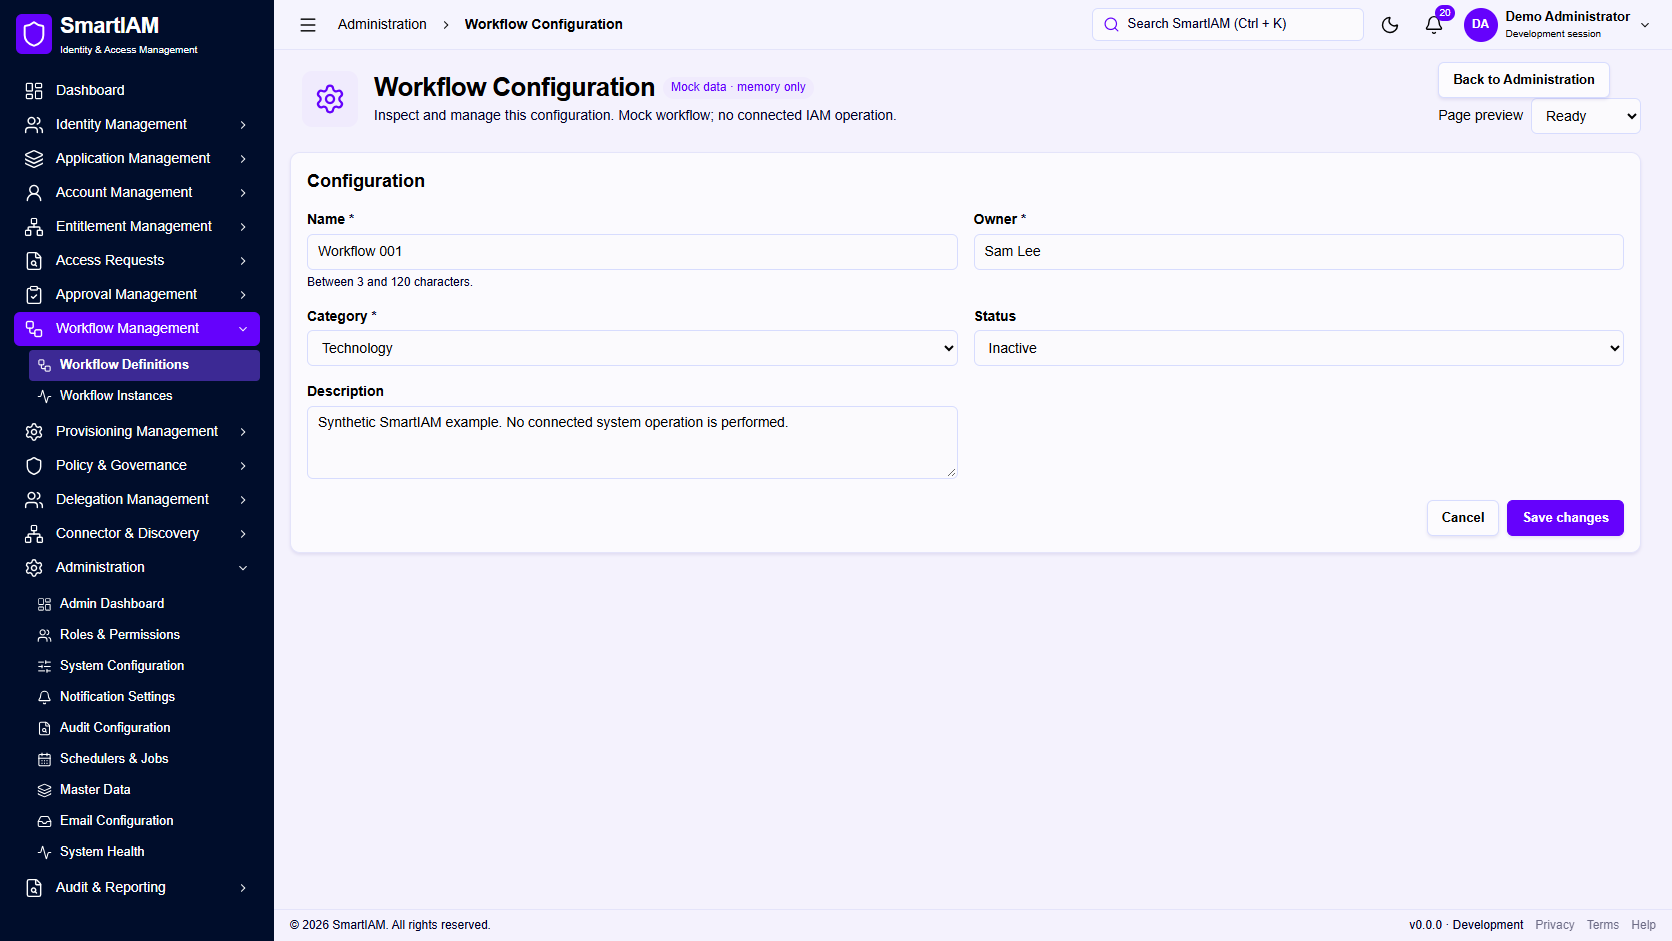 SmartIAM
Identity & Access Management
Dashboard
Identity Management
Application Management
Account Management
Entitlement Management
Access Requests
Approval Management
Workflow Management
Workflow Definitions
Workflow Instances
Provisioning Management
Policy & Governance
Delegation Management
Connector & Discovery
Administration
Admin Dashboard
Roles & Permissions
System Configuration
Notification Settings
Audit Configuration
Schedulers & Jobs
Master Data
Email Configuration
System Health
Audit & Reporting
Administration > Workflow Configuration
Search SmartIAM (Ctrl + K)
20
DA
Demo Administrator
Development session
Workflow Configuration
Mock data · memory only
Inspect and manage this configuration. Mock workflow; no connected IAM operation.
Back to Administration
Page preview
Ready
Configuration
Name *
Workflow 001
Between 3 and 120 characters.
Owner *
Sam Lee
Category *
Technology
Status
Inactive
Description
Synthetic SmartIAM example. No connected system operation is performed.
Cancel
Save changes
© 2026 SmartIAM. All rights reserved.
v0.0.0 · Development
Privacy
Terms
Help